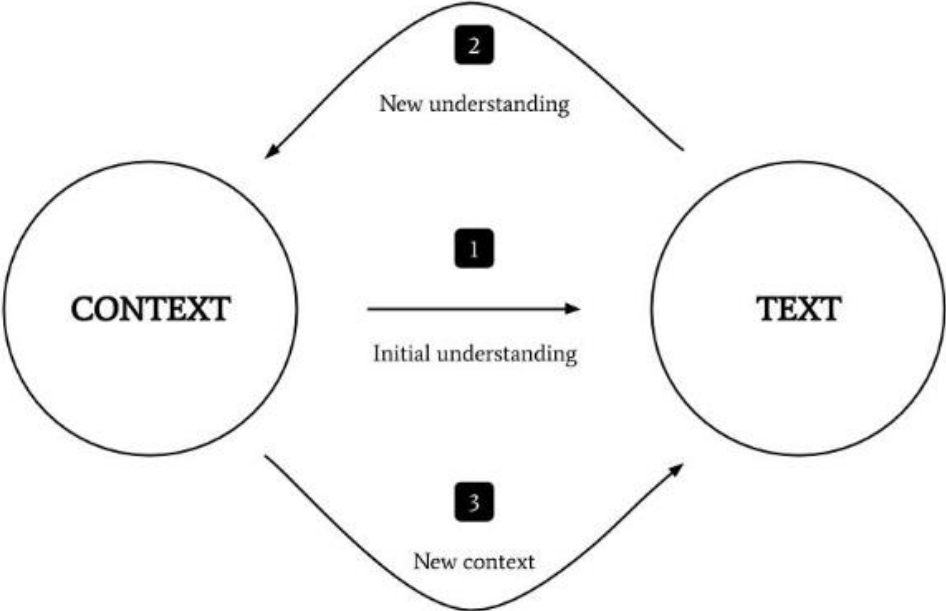 2
New understanding
1
CONTEXT
TEXT
Initial understanding
3
New context